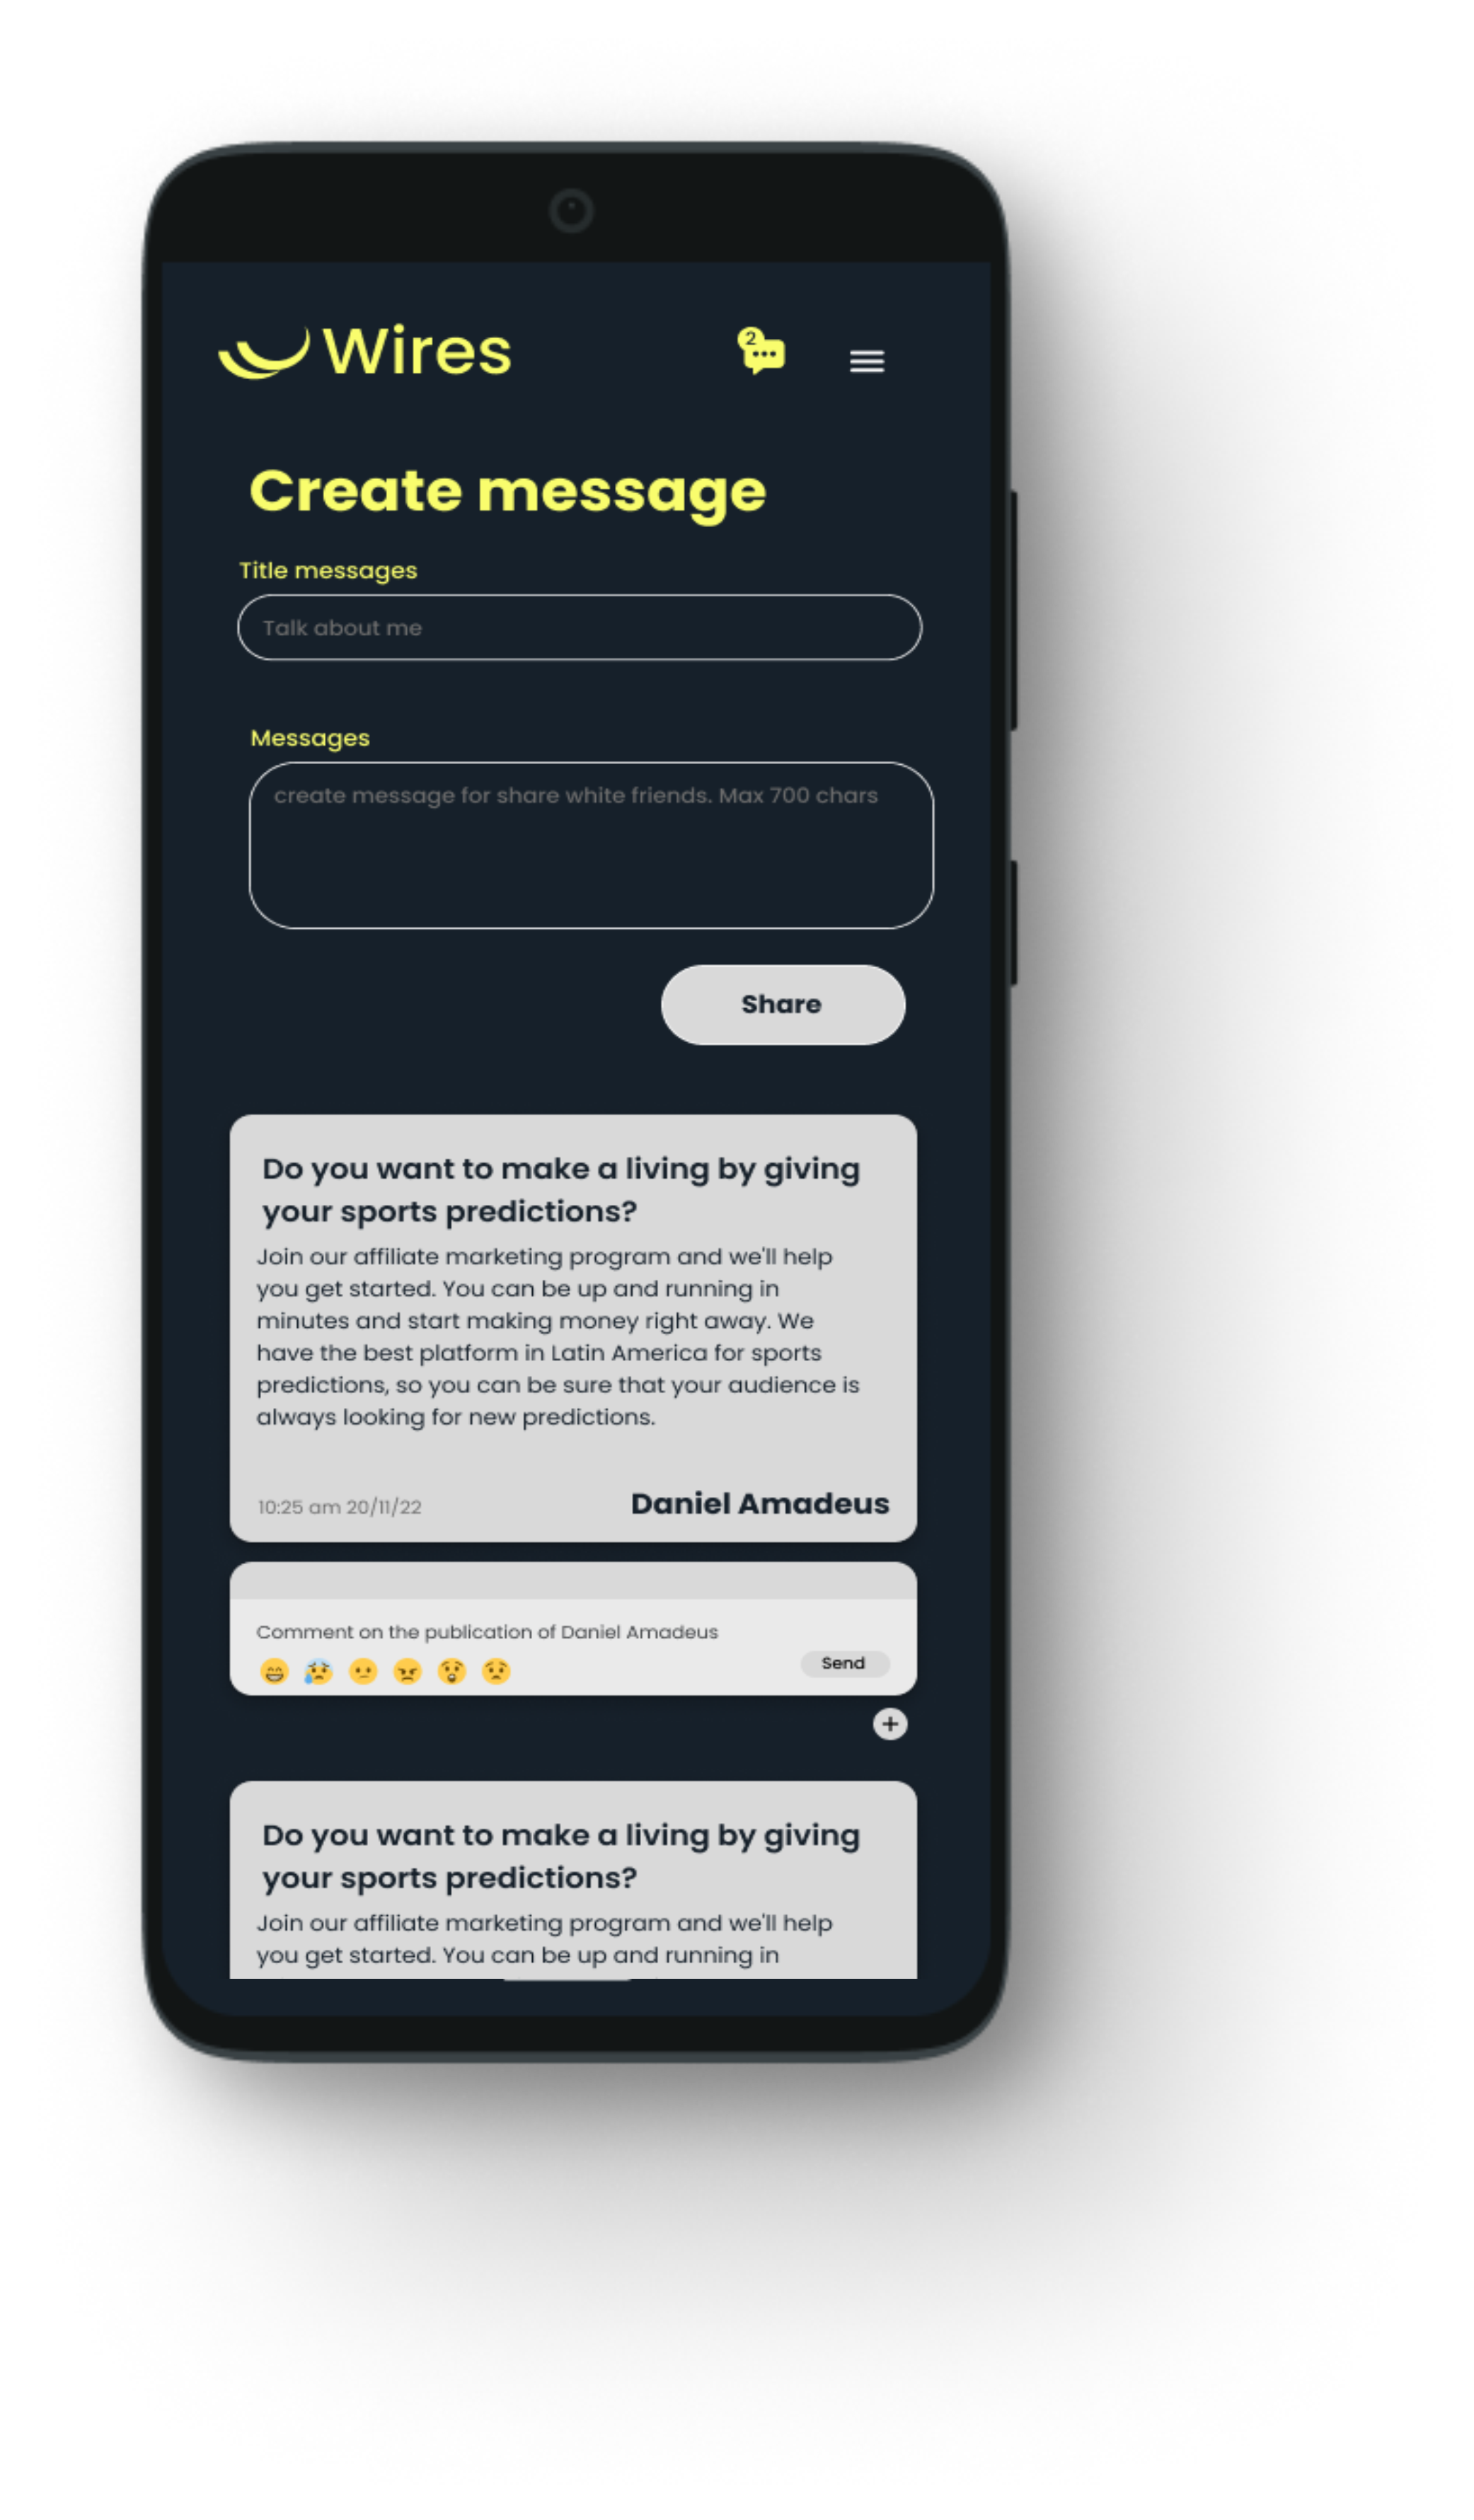 Wires
2
Create message
Title messages
Talk about me
Messages
create message for share white friends. Max 700 chars
Share
Do you want to make a living by giving
your sports predictions?
Join our affiliate marketing program and we'll help
you get started. You can be up and running in
minutes and start making money right away. We
have the best platform in Latin America for sports
predictions, so you can be sure that your audience is
always looking for new predictions.
10:25 am 20/11/22
Daniel Amadeus
Comment on the publication of Daniel Amadeus
Send
Do you want to make a living by giving
your sports predictions?
Join our affiliate marketing program and we'll help
you get started. You can be up and running in